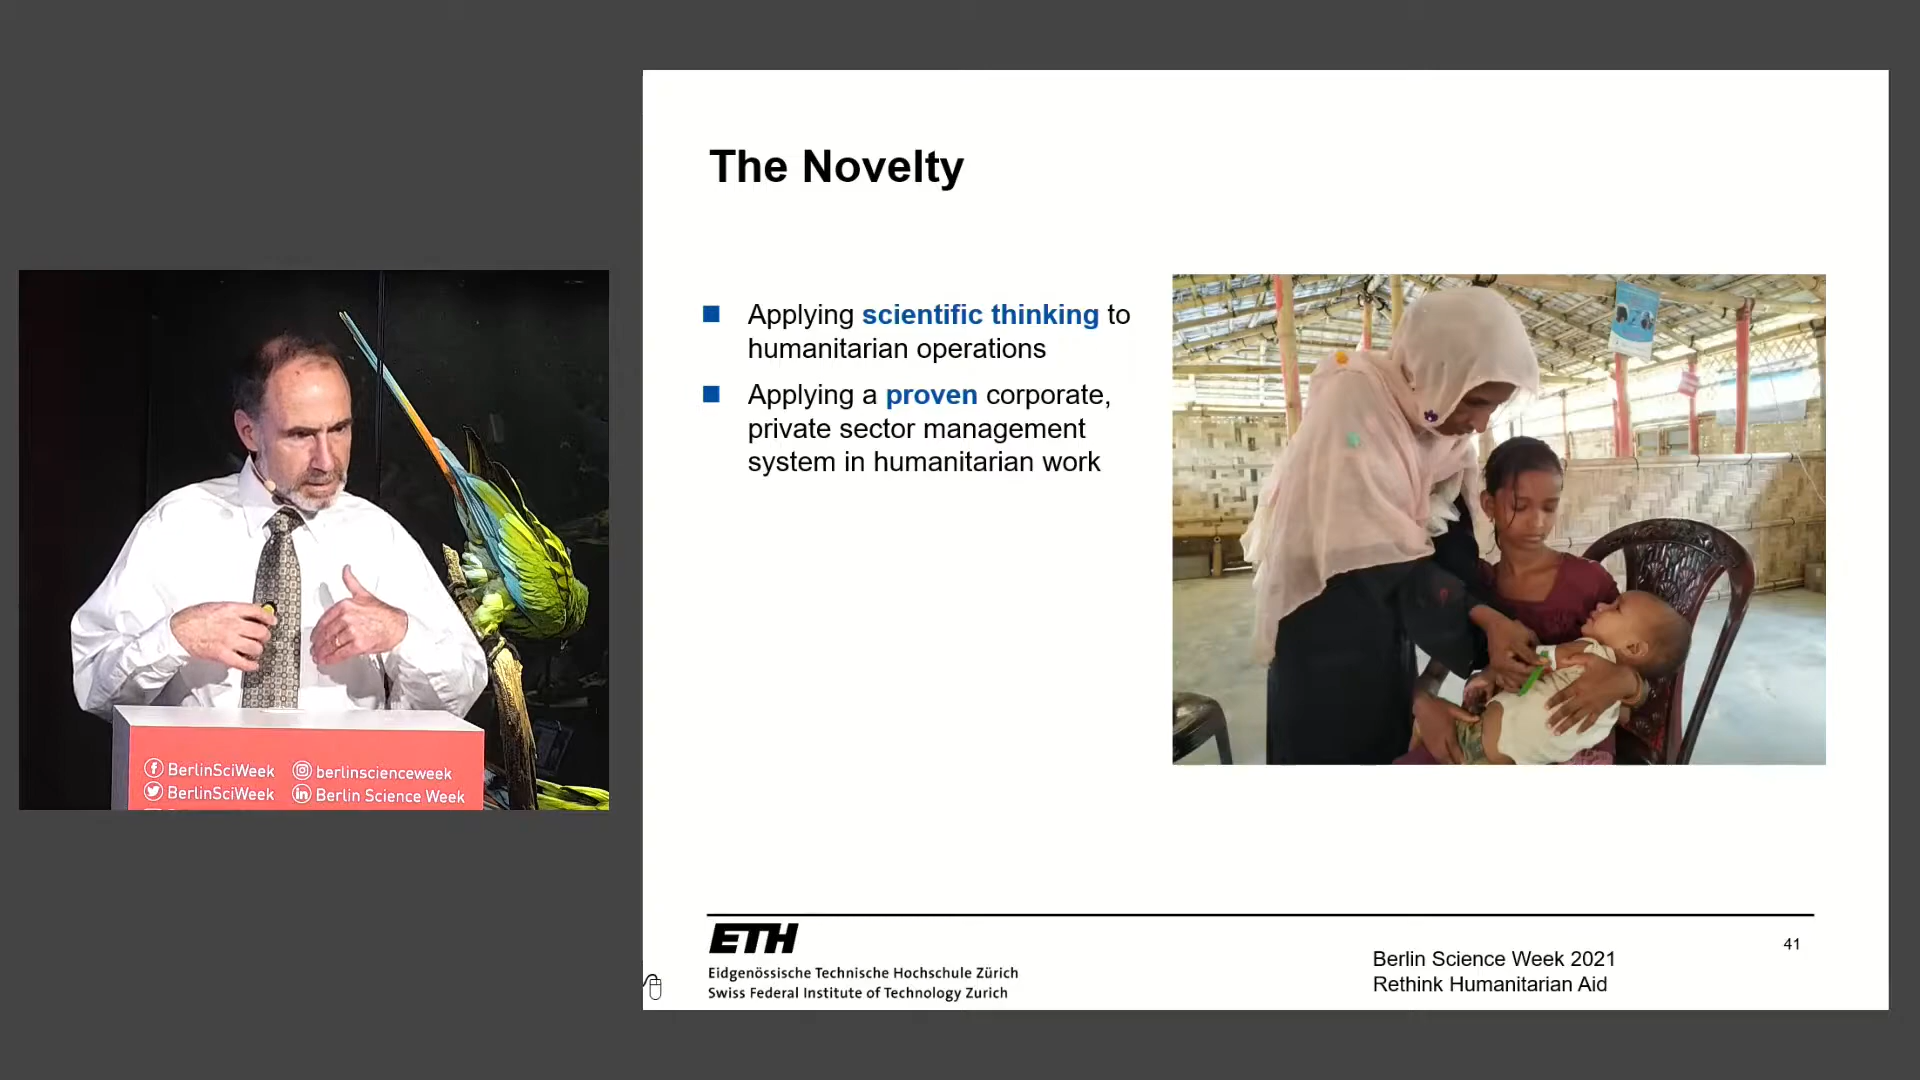 The Novelty
Applying scientific thinking to
humanitarian operations
Applying a proven corporate,
private sector management
system in humanitarian work
BerlinSciWeek
berlinscienceweek
BerlinSciWeek
Berlin Science Week
ETH
Eidgenössische Technische Hochschule Zürich
Swiss Federal Institute of Technology Zurich
Berlin Science Week 2021
Rethink Humanitarian Aid
41